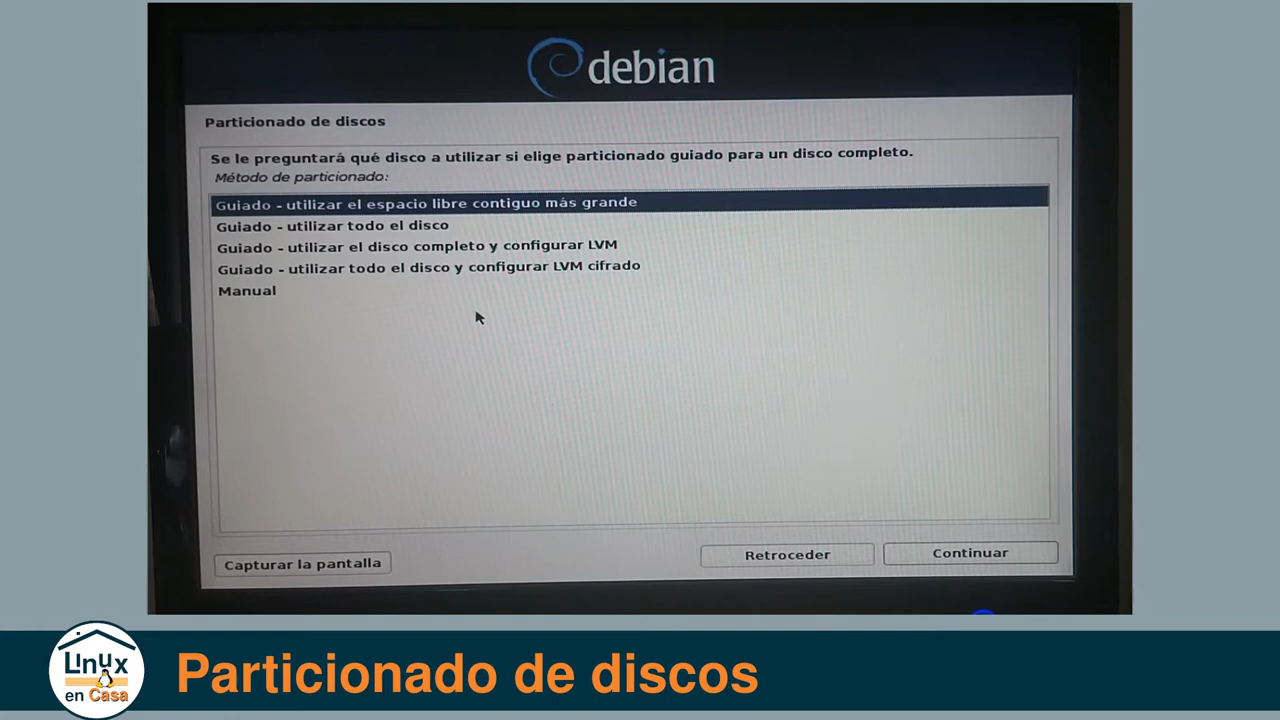 debian
Particionado de discos
Se le preguntará qué disco a utilizar si elige particionado guiado para un disco completo.
Método de particionado:
Guiado - utilizar el espacio libre contiguo más grande
Guiado - utilizar todo el disco
Guiado - utilizar el disco completo y configurar LVM
Guiado - utilizar todo el disco y configurar LVM cifrado
Manual
Capturar la pantalla
Retroceder
Continuar
Linux
en Casa
Particionado de discos